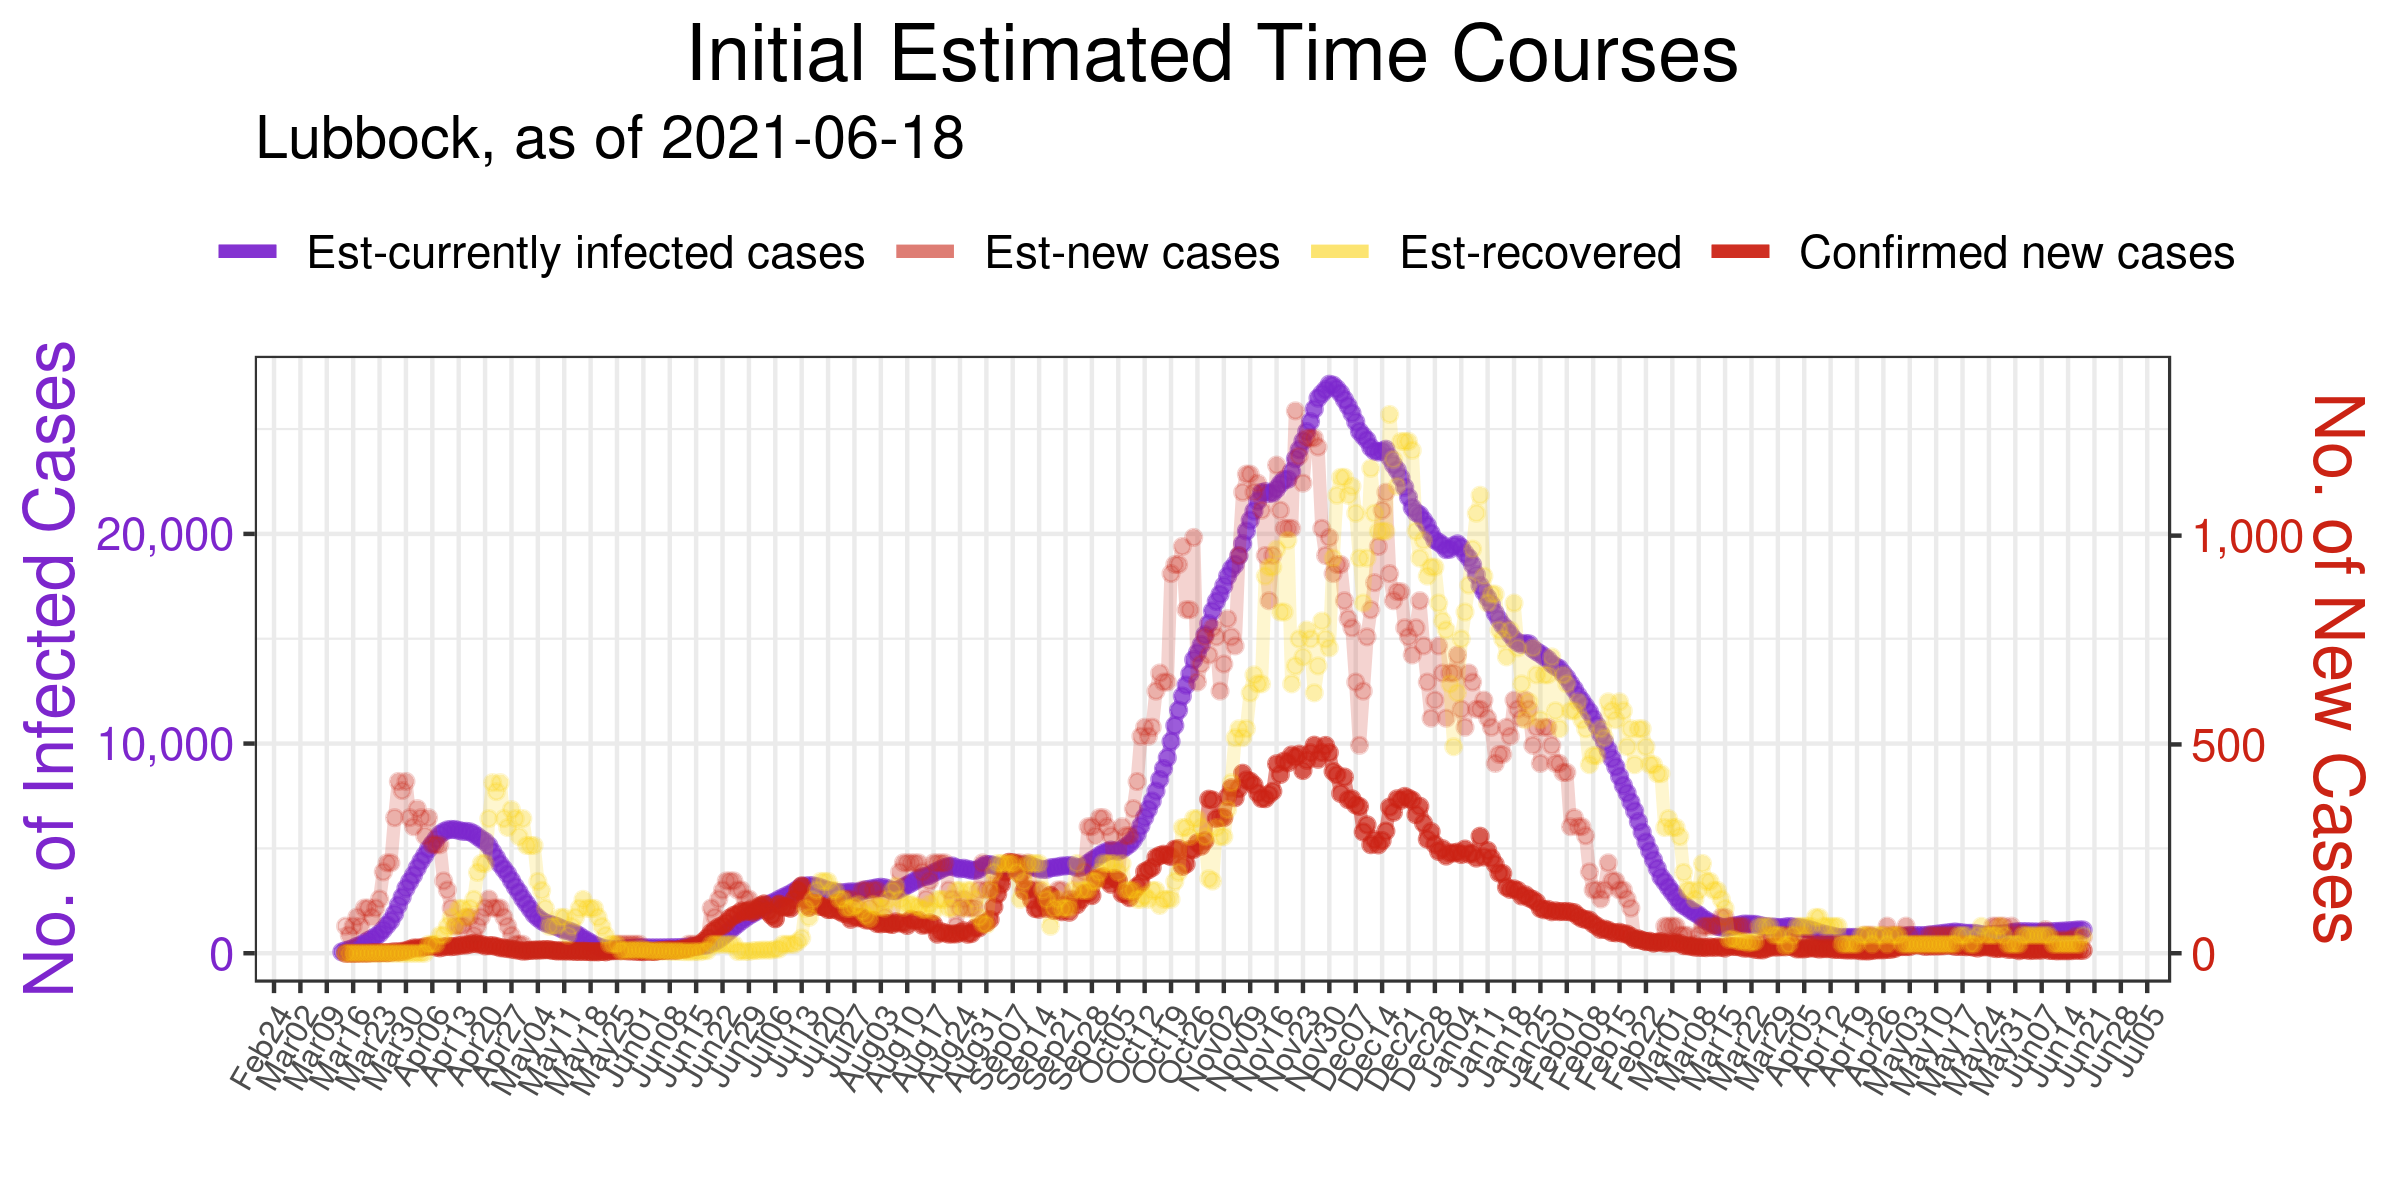 Initial Estimated Time Courses
Lubbock, as of 2021-06-18
Est-currently infected cases
Est-new cases
Est-recovered
Confirmed new cases
No. of Infected Cases
20,000
10,000
0
No. of New Cases
1,000
500
0
Feb24
Mar02
Mar09
Mar16
Mar23
Mar30
Apr06
Apr13
Apr20
Apr27
May04
May11
May18
May25
Jun01
Jun08
Jun15
Jun22
Jun29
Jul06
Jul13
Jul20
Jul27
Aug03
Aug10
Aug17
Aug24
Aug31
Sep07
Sep14
Sep21
Sep28
Oct05
Oct12
Oct19
Oct26
Nov02
Nov09
Nov16
Nov23
Nov30
Dec07
Dec14
Dec21
Dec28
Jan04
Jan11
Jan18
Jan25
Feb01
Feb08
Feb15
Feb22
Mar01
Mar08
Mar15
Mar22
Mar29
Apr05
Apr12
Apr19
Apr26
May03
May10
May17
May24
May31
Jun07
Jun14
Jun21
Jun28
Jul05